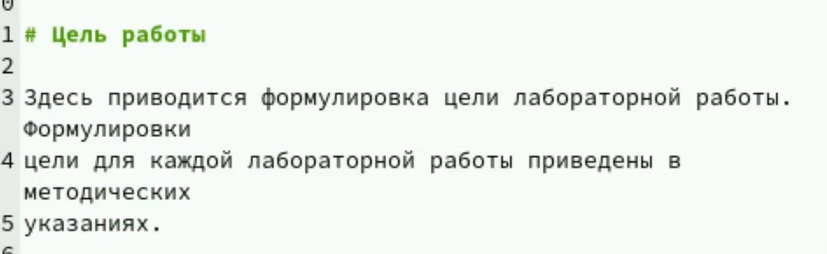 0
1 # Цель работы
2
3 Здесь приводится формулировка цели лабораторной работы.
Формулировки
4 цели для каждой лабораторной работы приведены в
методических
5 указаниях.
6